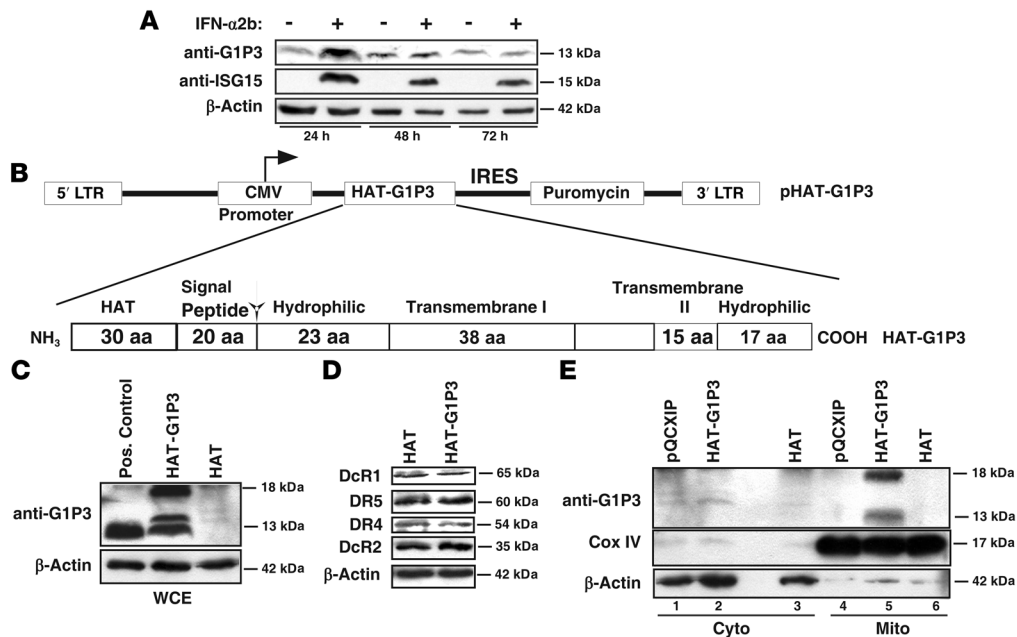 A
IFN-α2b: - + - + - +
anti-G1P3 13 kDa
anti-ISG15 15 kDa
β-Actin 42 kDa
24 h 48 h 72 h
B
5′ LTR CMV HAT-G1P3 IRES Puromycin 3′ LTR pHAT-G1P3
Promoter
HAT Signal Peptide Hydrophilic Transmembrane I Transmembrane II Hydrophilic
NH3 30 aa 20 aa 23 aa 38 aa 15 aa 17 aa COOH HAT-G1P3
C
Pos. Control HAT-G1P3 HAT
18 kDa
anti-G1P3 13 kDa
β-Actin 42 kDa
WCE
D
HAT HAT-G1P3
DcR1 65 kDa
DR5 60 kDa
DR4 54 kDa
DcR2 35 kDa
β-Actin 42 kDa
E
pQCXIP HAT-G1P3 HAT pQCXIP HAT-G1P3 HAT
18 kDa
anti-G1P3 13 kDa
Cox IV 17 kDa
β-Actin 42 kDa
1 2 3 4 5 6
Cyto Mito